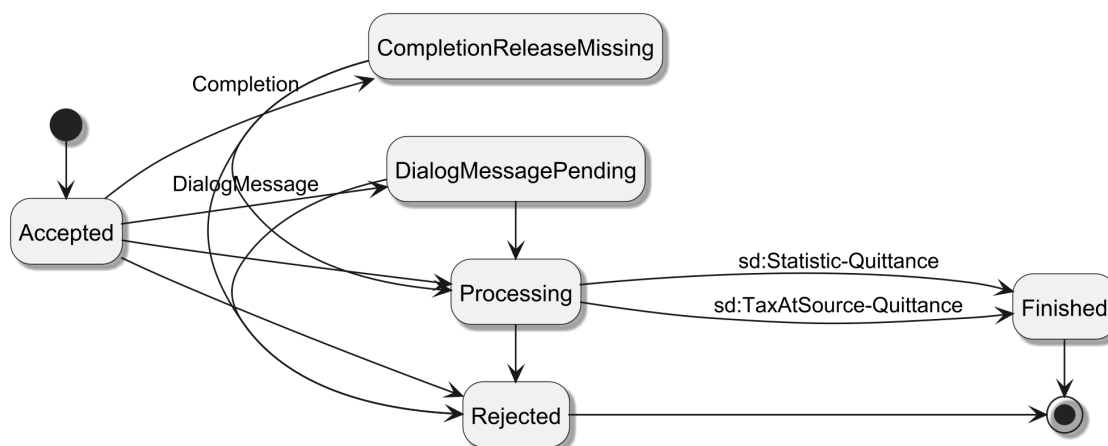 CompletionReleaseMissing
Completion
DialogMessagePending
DialogMessage
Accepted
sd:Statistic-Quittance
Processing
sd:TaxAtSource-Quittance
Finished
Rejected